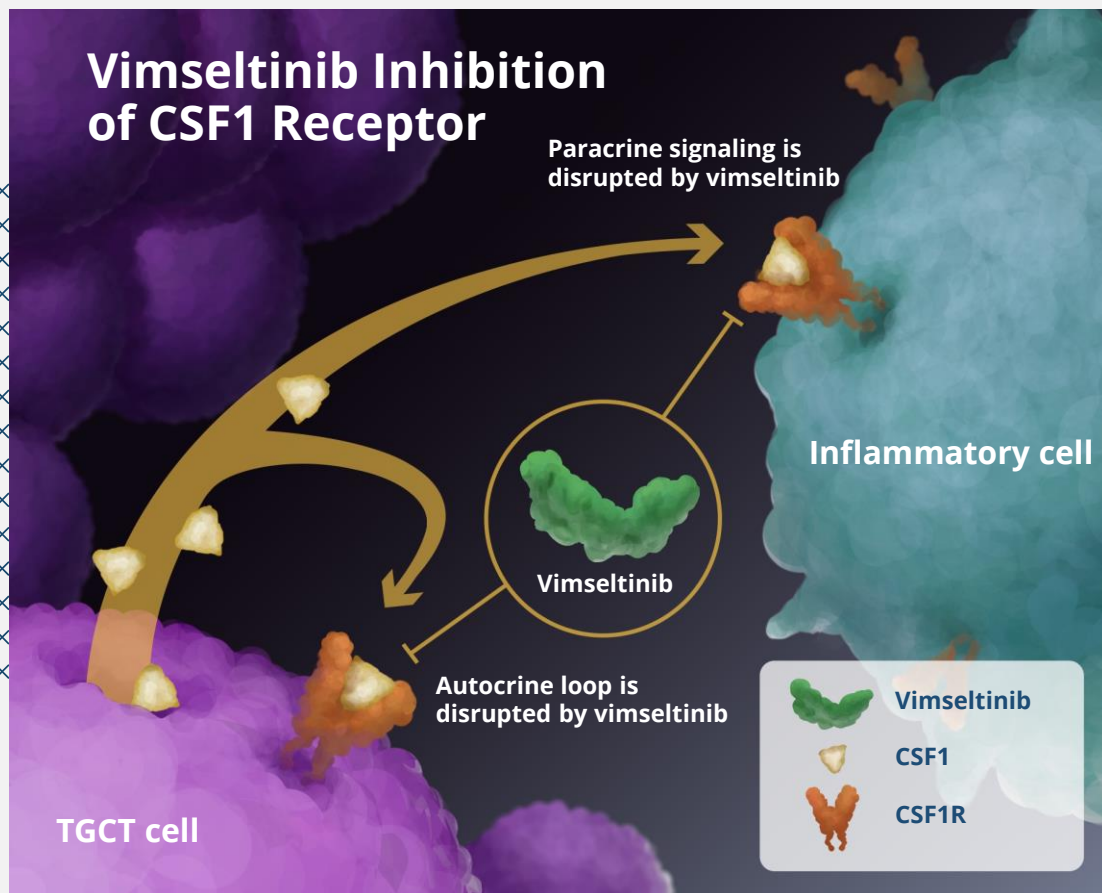 Vimseltinib Inhibition
of CSF1 Receptor
Paracrine signaling is
disrupted by vimseltinib
Inflammatory cell
Vimseltinib
Autocrine loop is
disrupted by vimseltinib
TGCT cell
Vimseltinib
CSF1
CSF1R